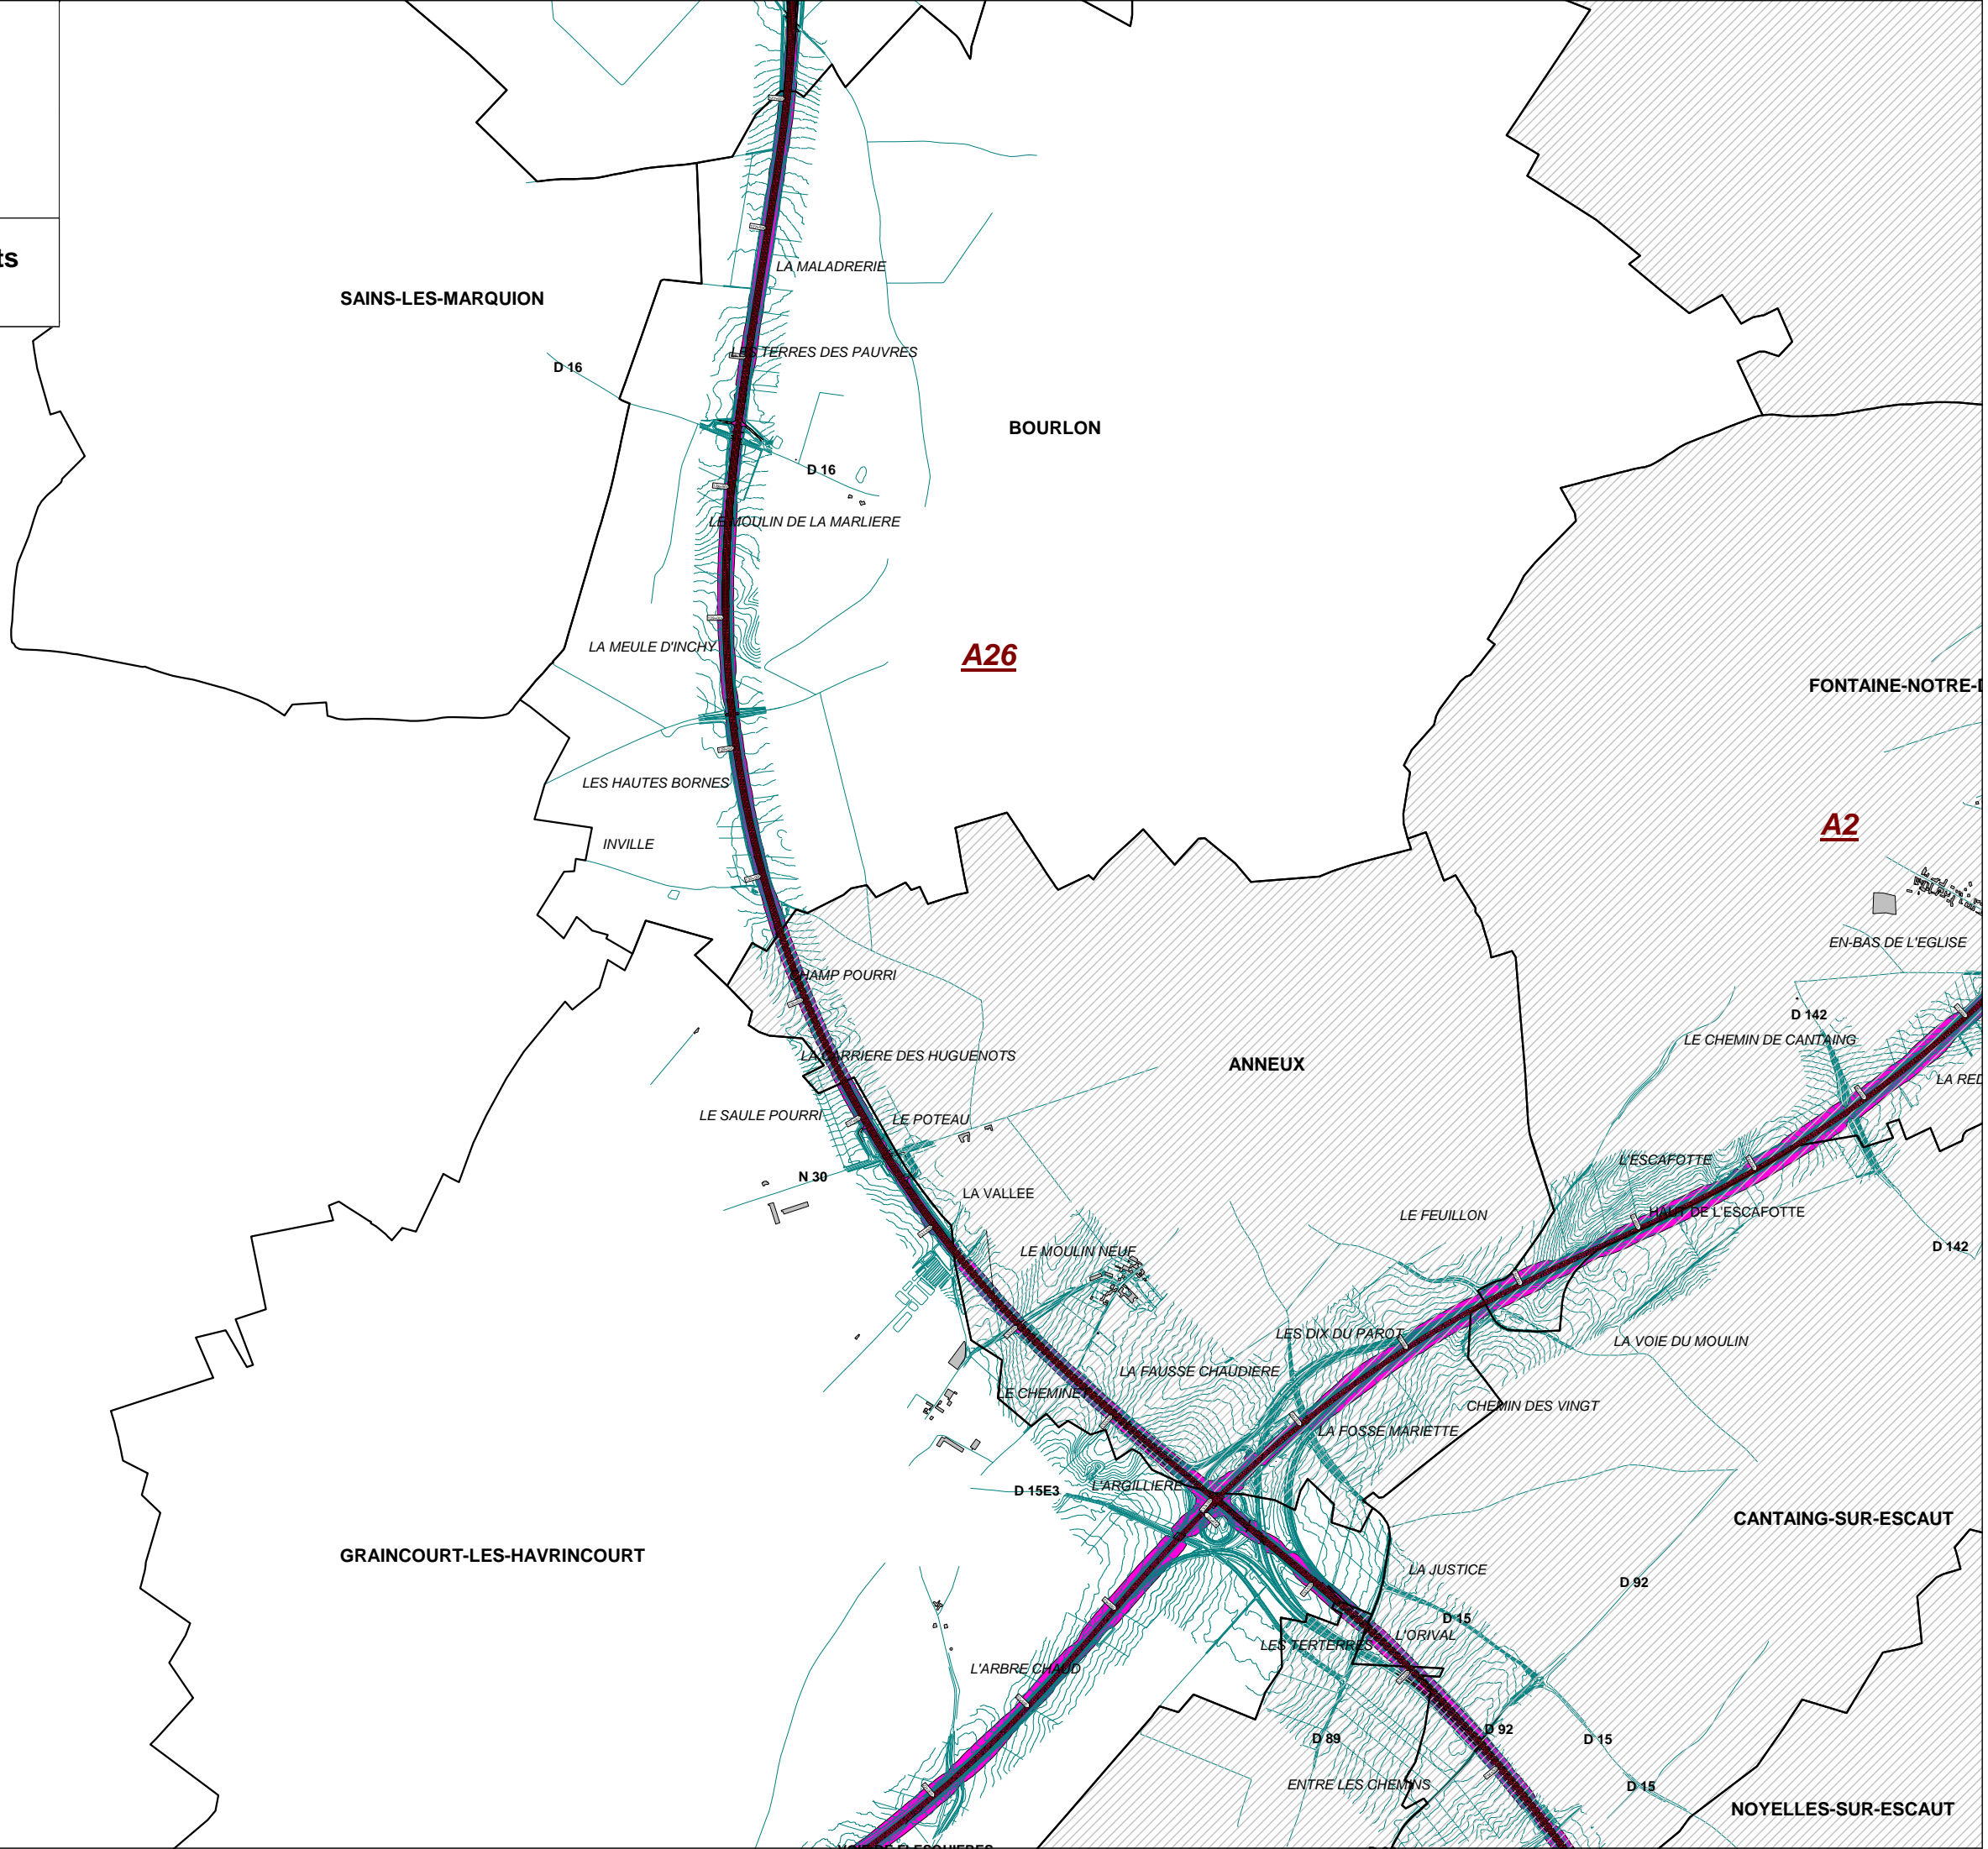 ts
LA MALADRERIE
SAINS-LES-MARQUION
LES TERRES DES PAUVRES
D 16
BOURLON
D 16
LE MOULIN DE LA MARLIERE
LA MEULE D'INCHY
A26
FONTAINE-NOTRE-D
LES HAUTES BORNES
A2
INVILLE
EN-BAS DE L'EGLISE
CHAMP POURRI
D 142
LE CHEMIN DE CANTAING
LA CARRIERE DES HUGUENOTS
ANNEUX
LA RED
LE SAULE POURRI
LE POTEAU
L'ESCAFOTTE
N 30
LA VALLEE
HAUT DE L'ESCAFOTTE
LE FEUILLON
D 142
LE MOULIN NEUF
LES DIX DU PAROT
LA VOIE DU MOULIN
LA FAUSSE CHAUDIERE
LE CHEMINET
CHEMIN DES VINGT
LA FOSSE MARIETTE
L'ARGILLIERE
D 15E3
CANTAING-SUR-ESCAUT
GRAINCOURT-LES-HAVRINCOURT
LA JUSTICE
D 92
D 15
L'ORIVAL
LES TERTERRES
L'ARBRE CHAUD
D 92
D 89
D 15
ENTRE LES CHEMINS
D 15
NOYELLES-SUR-ESCAUT